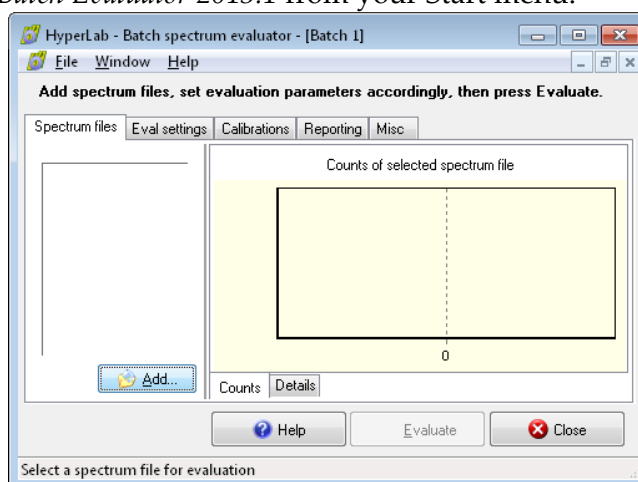 Batch Evaluator 2013.1 from your Start menu.
HyperLab - Batch spectrum evaluator - [Batch 1]
File Window Help
Add spectrum files, set evaluation parameters accordingly, then press Evaluate.
Spectrum files Eval settings Calibrations Reporting Misc
Counts of selected spectrum file
0
Add...
Counts Details
Help Evaluate Close
Select a spectrum file for evaluation